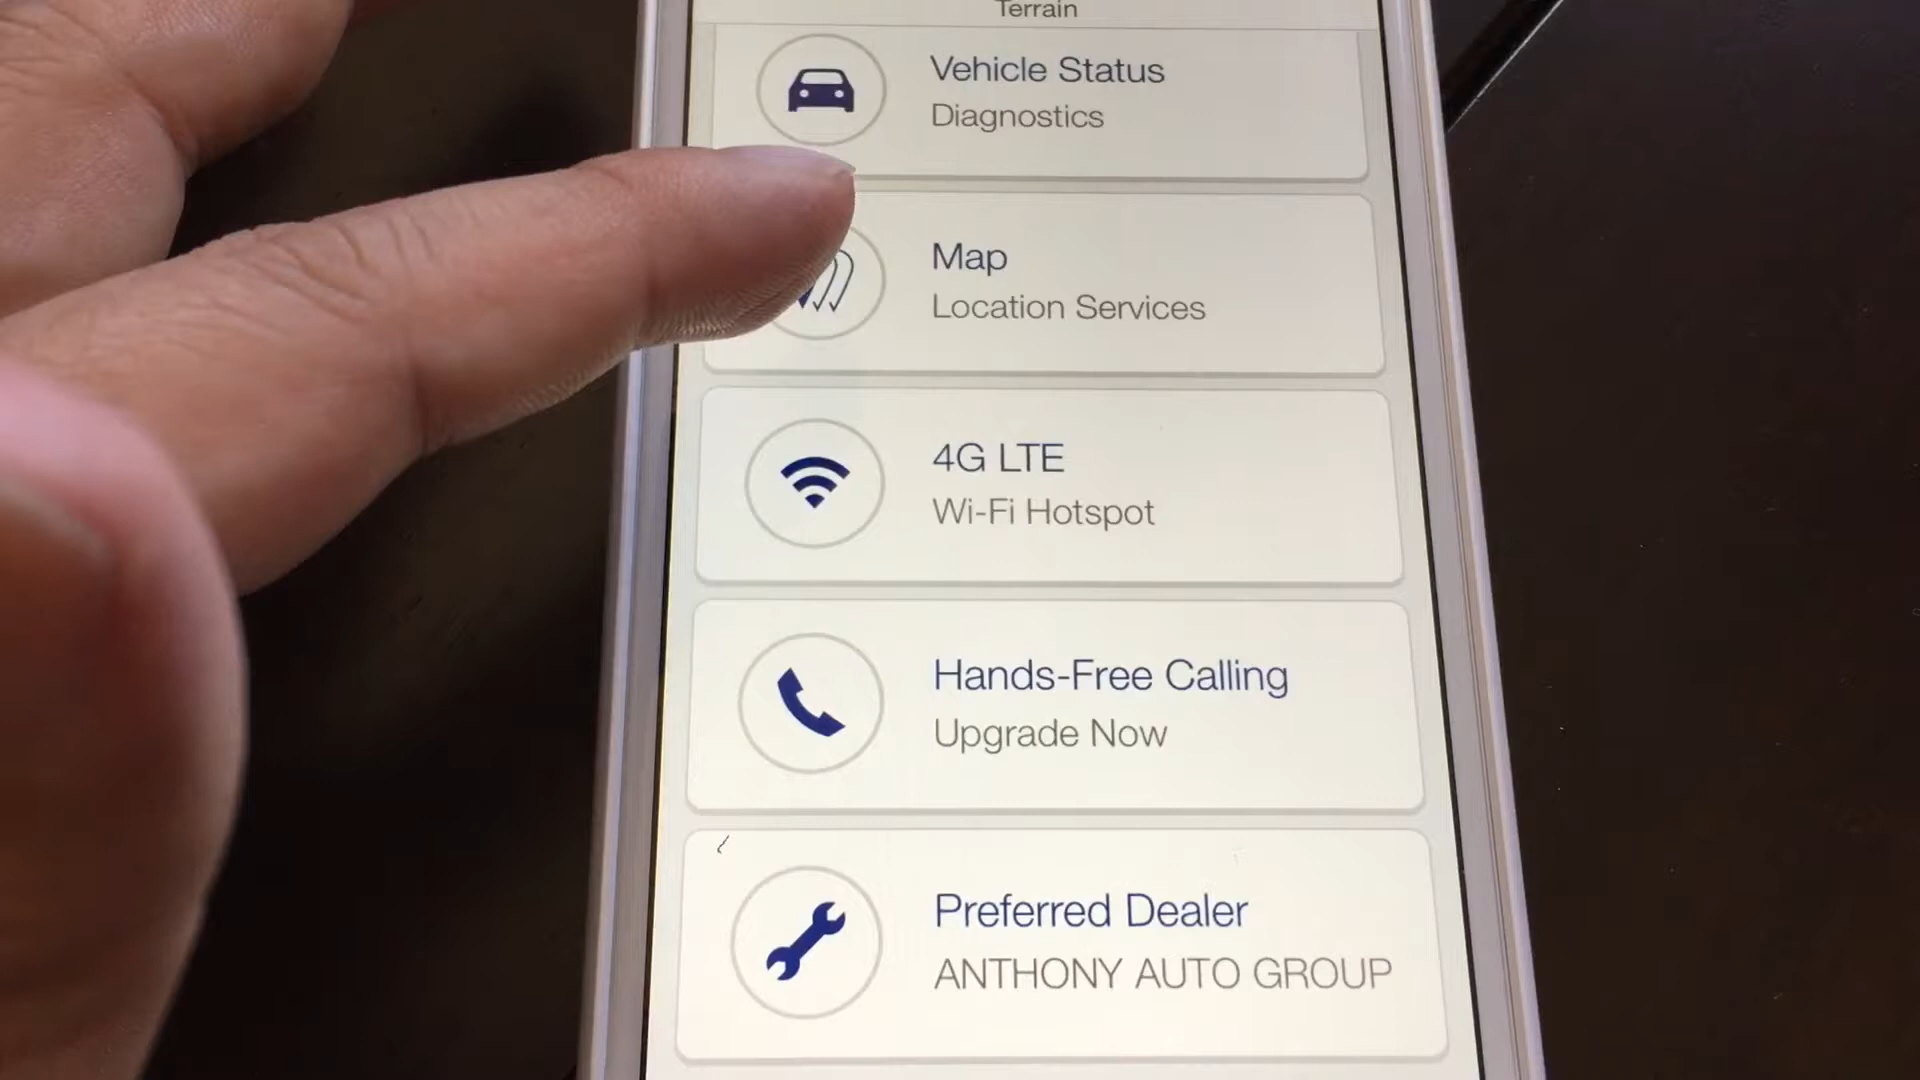 Terrain
Vehicle Status
Diagnostics
Map
Location Services
4G LTE
Wi-Fi Hotspot
Hands-Free Calling
Upgrade Now
Preferred Dealer
ANTHONY AUTO GROUP